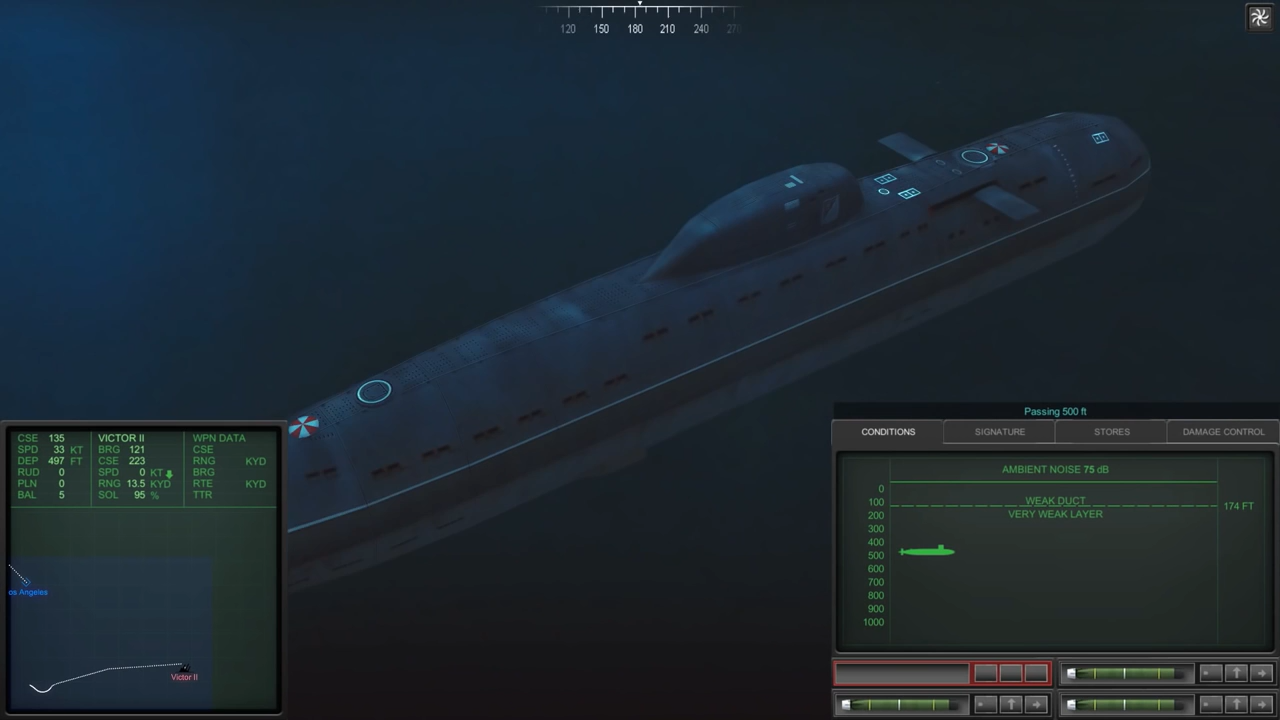 120 150 180 210 240 270
CSE 135
SPD 33 KT
DEP 497 FT
RUD 0
PLN 0
BAL 5
VICTOR II
BRG 121
CSE 223
SPD 0 KT
RNG 13.5 KYD
SOL 95 %
WPN DATA
CSE
RNG KYD
BRG
RTE KYD
TTR
os Angeles
Victor II
Passing 500 ft
CONDITIONS SIGNATURE STORES DAMAGE CONTROL
AMBIENT NOISE 75 dB
0
100
200
300
400
500
600
700
800
900
1000
WEAK DUCT
VERY WEAK LAYER
174 FT